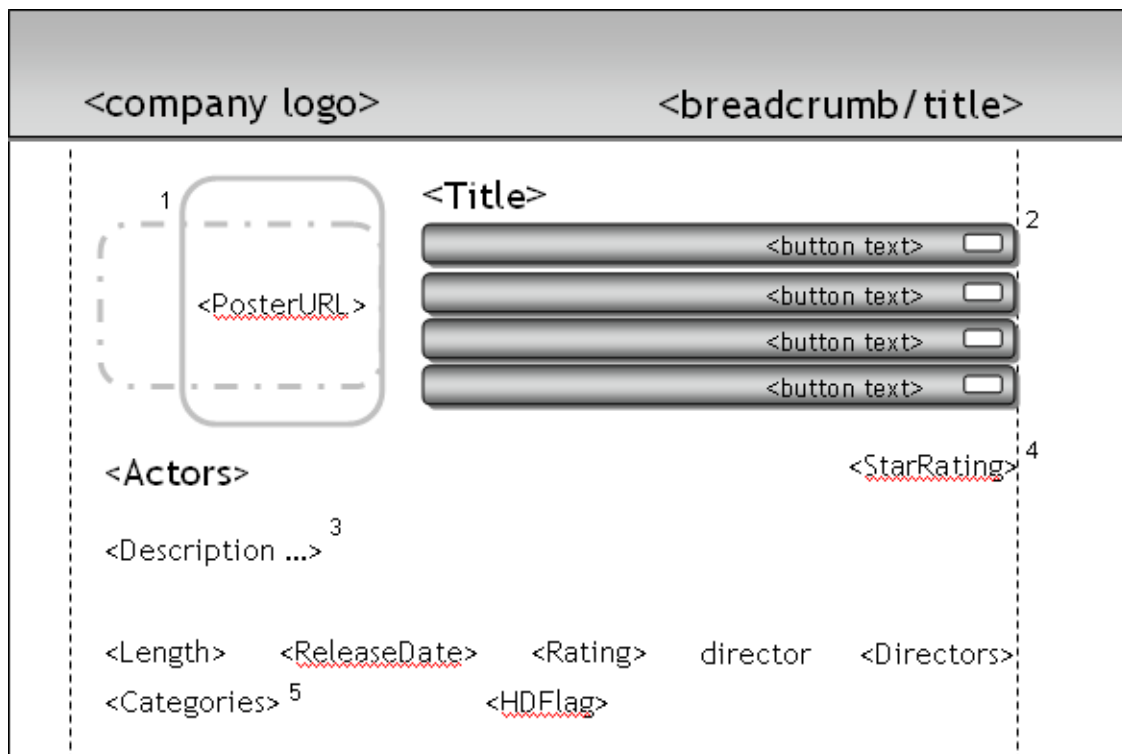 <company logo> <breadcrumb/title>
1 <Title>
2
<button text>
<PosterURL> <button text>
<button text>
<button text>
<Actors> <StarRating> 4
<Description ...> 3
<Length> <ReleaseDate> <Rating> director <Directors>
<Categories> 5 <HDFlag>